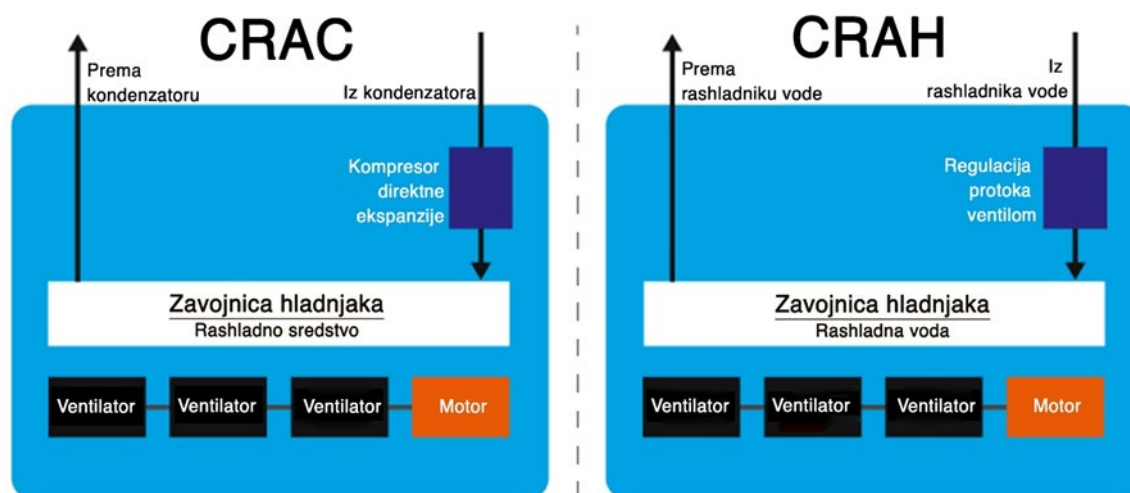 CRAC
Prema
kondenzatoru
Iz kondenzatora
Kompresor
direktne
ekspanzije
Zavojnica hladnjaka
Rashladno sredstvo
Ventilator
Ventilator
Ventilator
Motor
CRAH
Prema
rashladniku vode
Iz
rashladnika vode
Regulacija
protoka
ventilom
Zavojnica hladnjaka
Rashladna voda
Ventilator
Ventilator
Ventilator
Motor